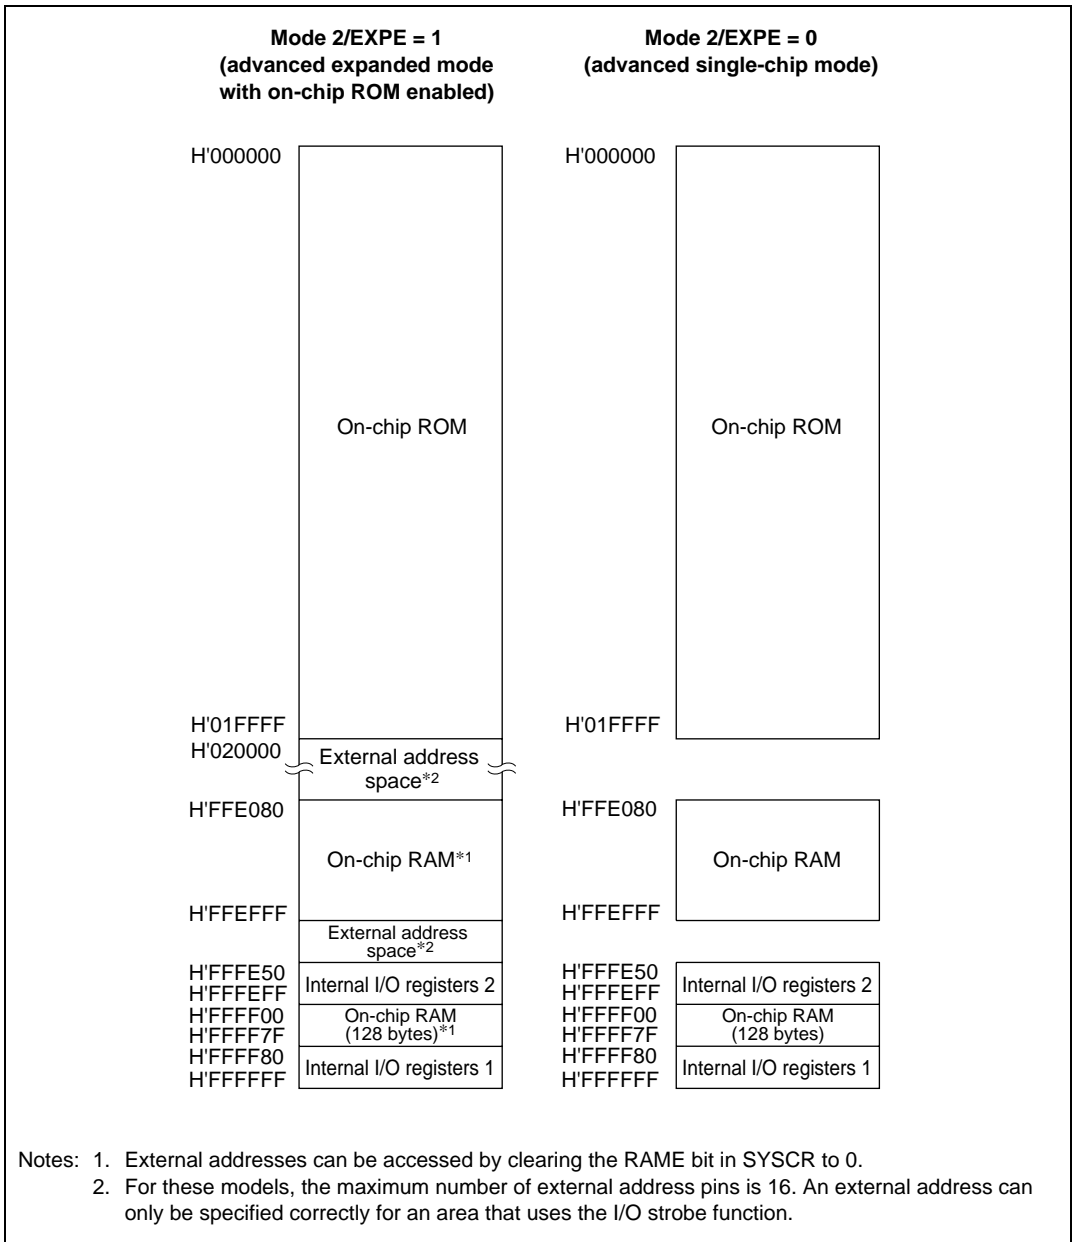 Mode 2/EXPE = 1
(advanced expanded mode
with on-chip ROM enabled)
Mode 2/EXPE = 0
(advanced single-chip mode)
H'000000
On-chip ROM
H'01FFFF
H'020000
External address
space*2
H'FFE080
On-chip RAM*1
H'FFEFFF
External address
space*2
H'FFFE50
Internal I/O registers 2
H'FFFEFF
H'FFFF00
On-chip RAM
(128 bytes)*1
H'FFFF7F
H'FFFF80
Internal I/O registers 1
H'FFFFFF
H'000000
On-chip ROM
H'01FFFF
H'FFE080
On-chip RAM
H'FFEFFF
H'FFFE50
Internal I/O registers 2
H'FFFEFF
H'FFFF00
On-chip RAM
(128 bytes)
H'FFFF7F
H'FFFF80
Internal I/O registers 1
H'FFFFFF
Notes: 1. External addresses can be accessed by clearing the RAME bit in SYSCR to 0.
2. For these models, the maximum number of external address pins is 16. An external address can
only be specified correctly for an area that uses the I/O strobe function.